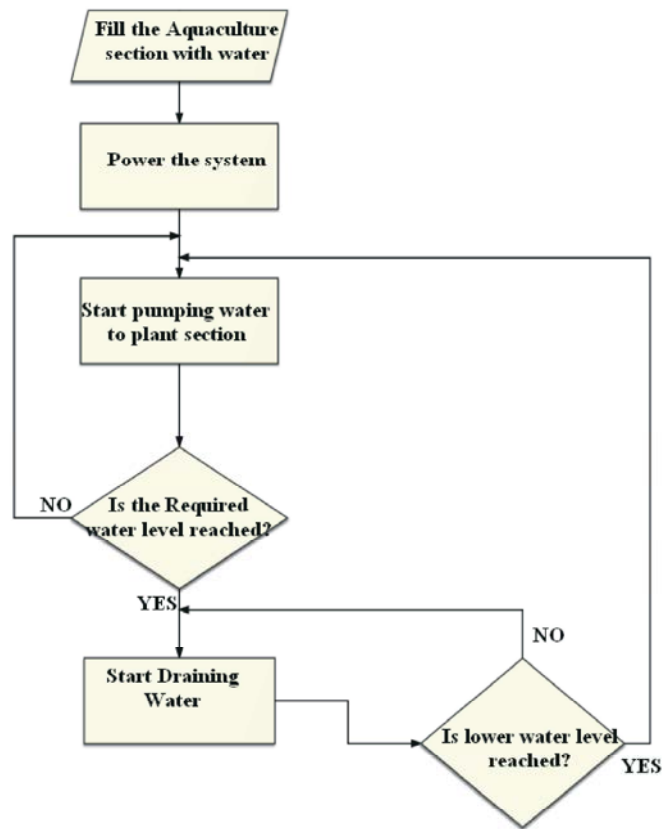 Fill the Aquaculture
section with water
Power the system
Start pumping water
to plant section
NO
Is the Required
water level reached?
YES
NO
Start Draining
Water
Is lower water level
reached?
YES